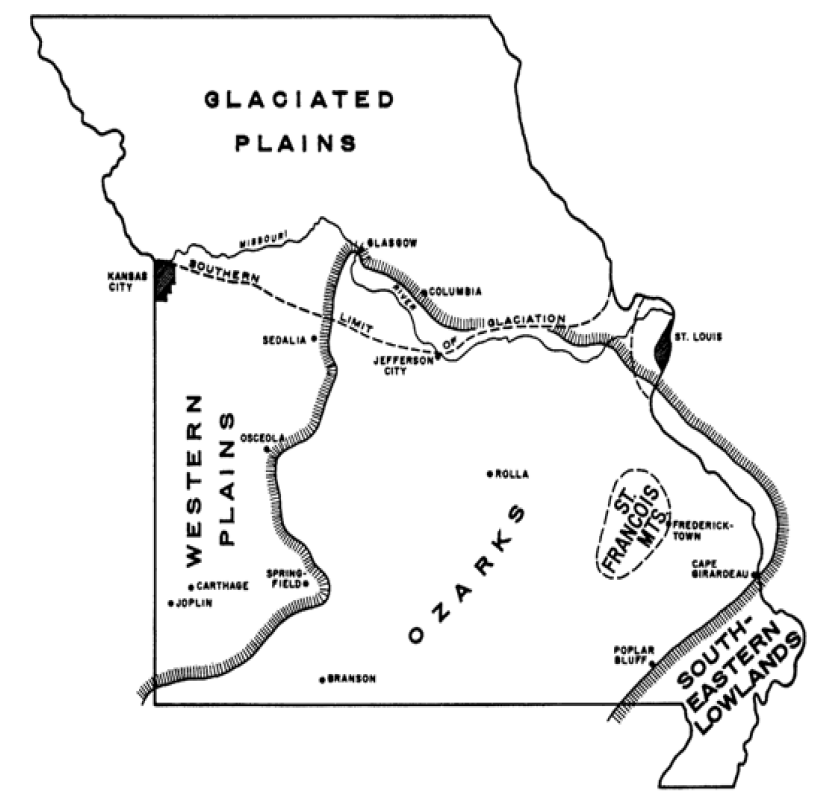 GLACIATED
PLAINS
MISSOURI
GLASGOW
KANSAS
CITY
SOUTHERN
RIVER
COLUMBIA
LIMIT
OF
GLACIATION
SEDALIA
JEFFERSON
CITY
ST. LOUIS
WESTERN
PLAINS
OSCEOLA
ROLLA
OZARKS
ST.
FRANCOIS
MTS.
FREDERICK-
TOWN
CARTHAGE
JOPLIN
SPRING-
FIELD
CAPE
GIRARDEAU
BRANSON
POPLAR
BLUFF
SOUTH-
EASTERN
LOWLANDS